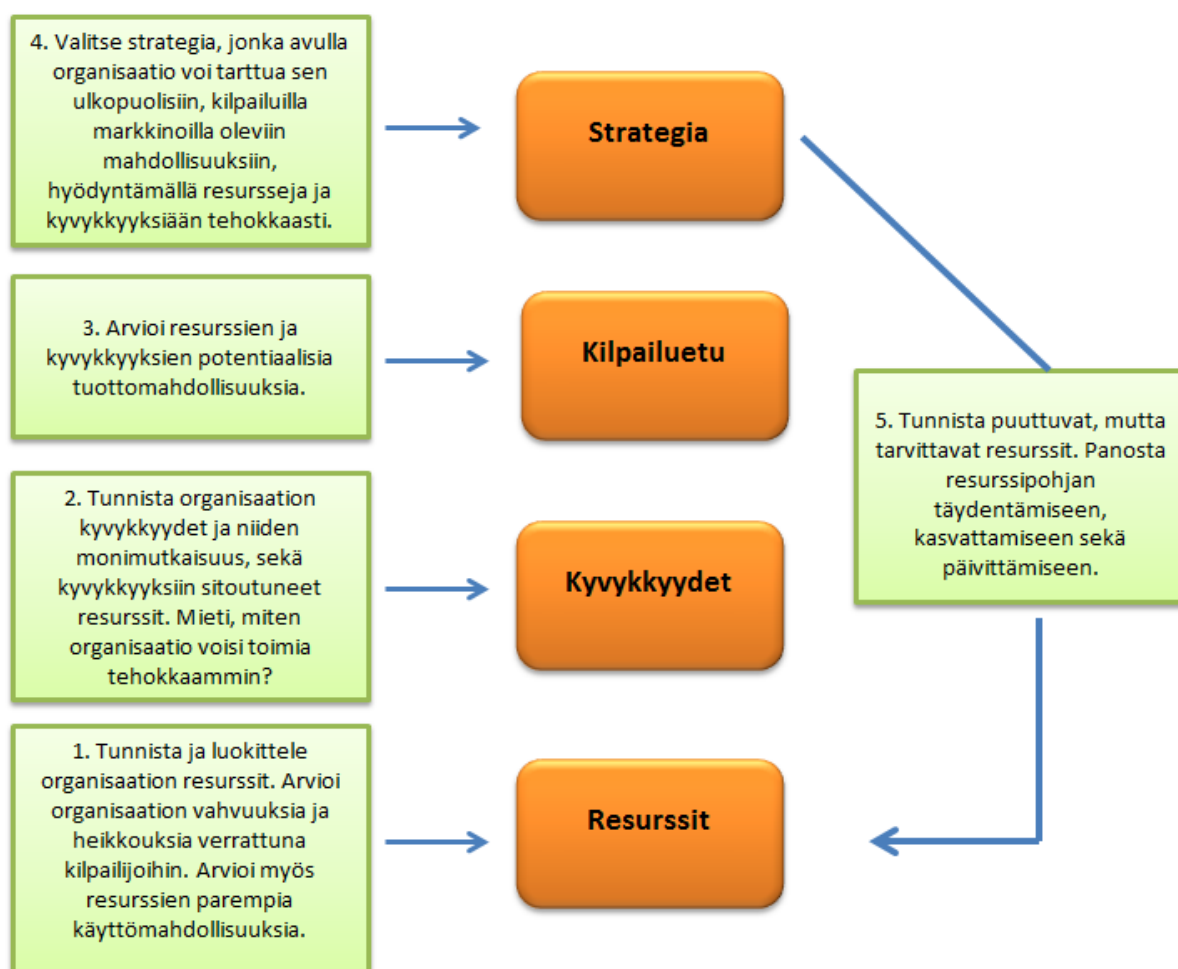 4. Valitse strategia, jonka avulla
organisaatio voi tarttua sen
ulkopuolisiin, kilpailuilla
markkinoilla oleviin
mahdollisuuksiin,
hyödyntämällä resursseja ja
kyvykkyyksiään tehokkaasti.
Strategia
3. Arvioi resurssien ja
kyvykkyyksien potentiaalisia
tuottomahdollisuuksia.
Kilpailuetu
5. Tunnista puuttuvat, mutta
tarvittavat resurssit. Panosta
resurssipohjan
täydentämiseen,
kasvattamiseen sekä
päivittämiseen.
2. Tunnista organisaation
kyvykkyydet ja niiden
monimutkaisuus, sekä
kyvykkyyksiin sitoutuneet
resurssit. Mieti, miten
organisaatio voisi toimia
tehokkaammin?
Kyvykkyydet
1. Tunnista ja luokittele
organisaation resurssit. Arvioi
organisaation vahvuuksia ja
heikkouksia verrattuna
kilpailijoihin. Arvioi myös
resurssien parempia
käyttömahdollisuuksia.
Resurssit